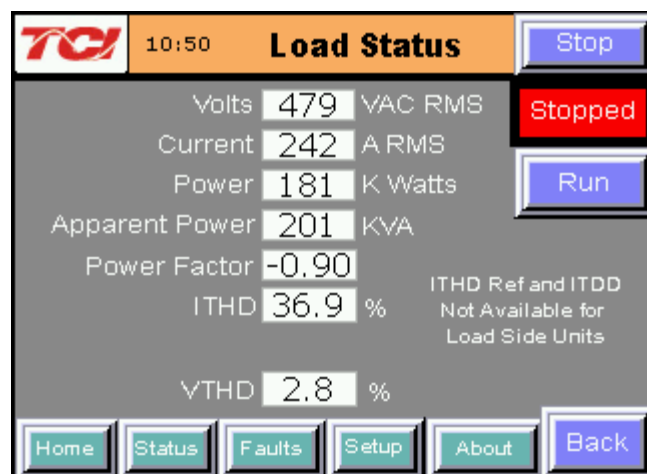 TCI 10:50 Load Status Stop
Volts 479 VAC RMS
Stopped
Current 242 A RMS
Power 181 K Watts
Run
Apparent Power 201 KVA
Power Factor -0.90
ITHD 36.9 %
ITHD Ref and ITDD
Not Available for
Load Side Units
VTHD 2.8 %
Home Status Faults Setup About Back